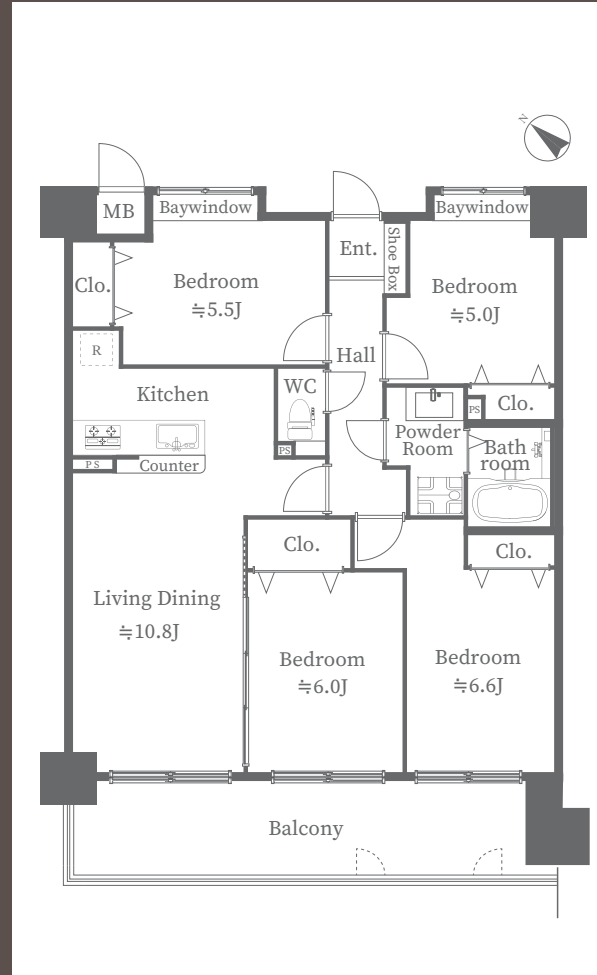 N
MB
Baywindow
Baywindow
Ent.
Shoe Box
Clo.
Bedroom
≒5.5J
Bedroom
≒5.0J
R
Hall
Kitchen
WC
PS
Clo.
Powder
Room
Bath
room
PS
PS
Counter
Clo.
Clo.
Living Dining
≒10.8J
Bedroom
≒6.0J
Bedroom
≒6.6J
Balcony